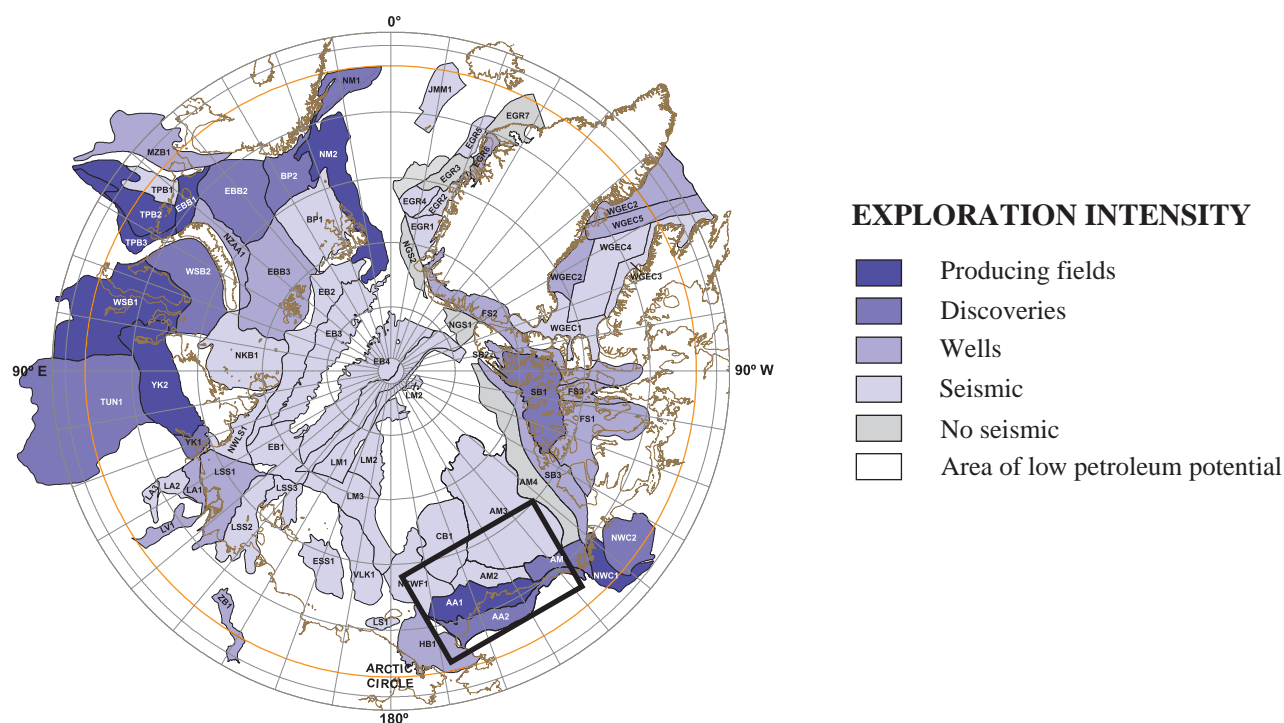 0°
NM1
JMM1
EGR7
EGR5
MZB1
NM2
EGR6
BP2
EGR3
TPB1
EBB2
EBB1
EGR4
EGR2
WGEC2
TPB2
BP1
EGR1
WGEC5
TPB3
NZAA1
NGS2
WGEC4
WSB2
EBB3
WGEC2
WGEC3
EB2
WSB1
FS2
EB3
NGS1
WGEC1
NKB1
EB4
90° E
90° W
YK2
LM2
SB1
FS3
TUN1
FS1
YK1
NWLS1
EB1
LM1
LM2
LSS1
SB3
LA3
LA2
LA1
LSS3
LM3
AM4
AM3
LV1
LSS2
CB1
NWC2
ESS1
VLK1
AM
AM2
NWC1
ZB1
AA1
LS1
AA2
HB1
ARCTIC
CIRCLE
180°
EXPLORATION INTENSITY
Producing fields
Discoveries
Wells
Seismic
No seismic
Area of low petroleum potential